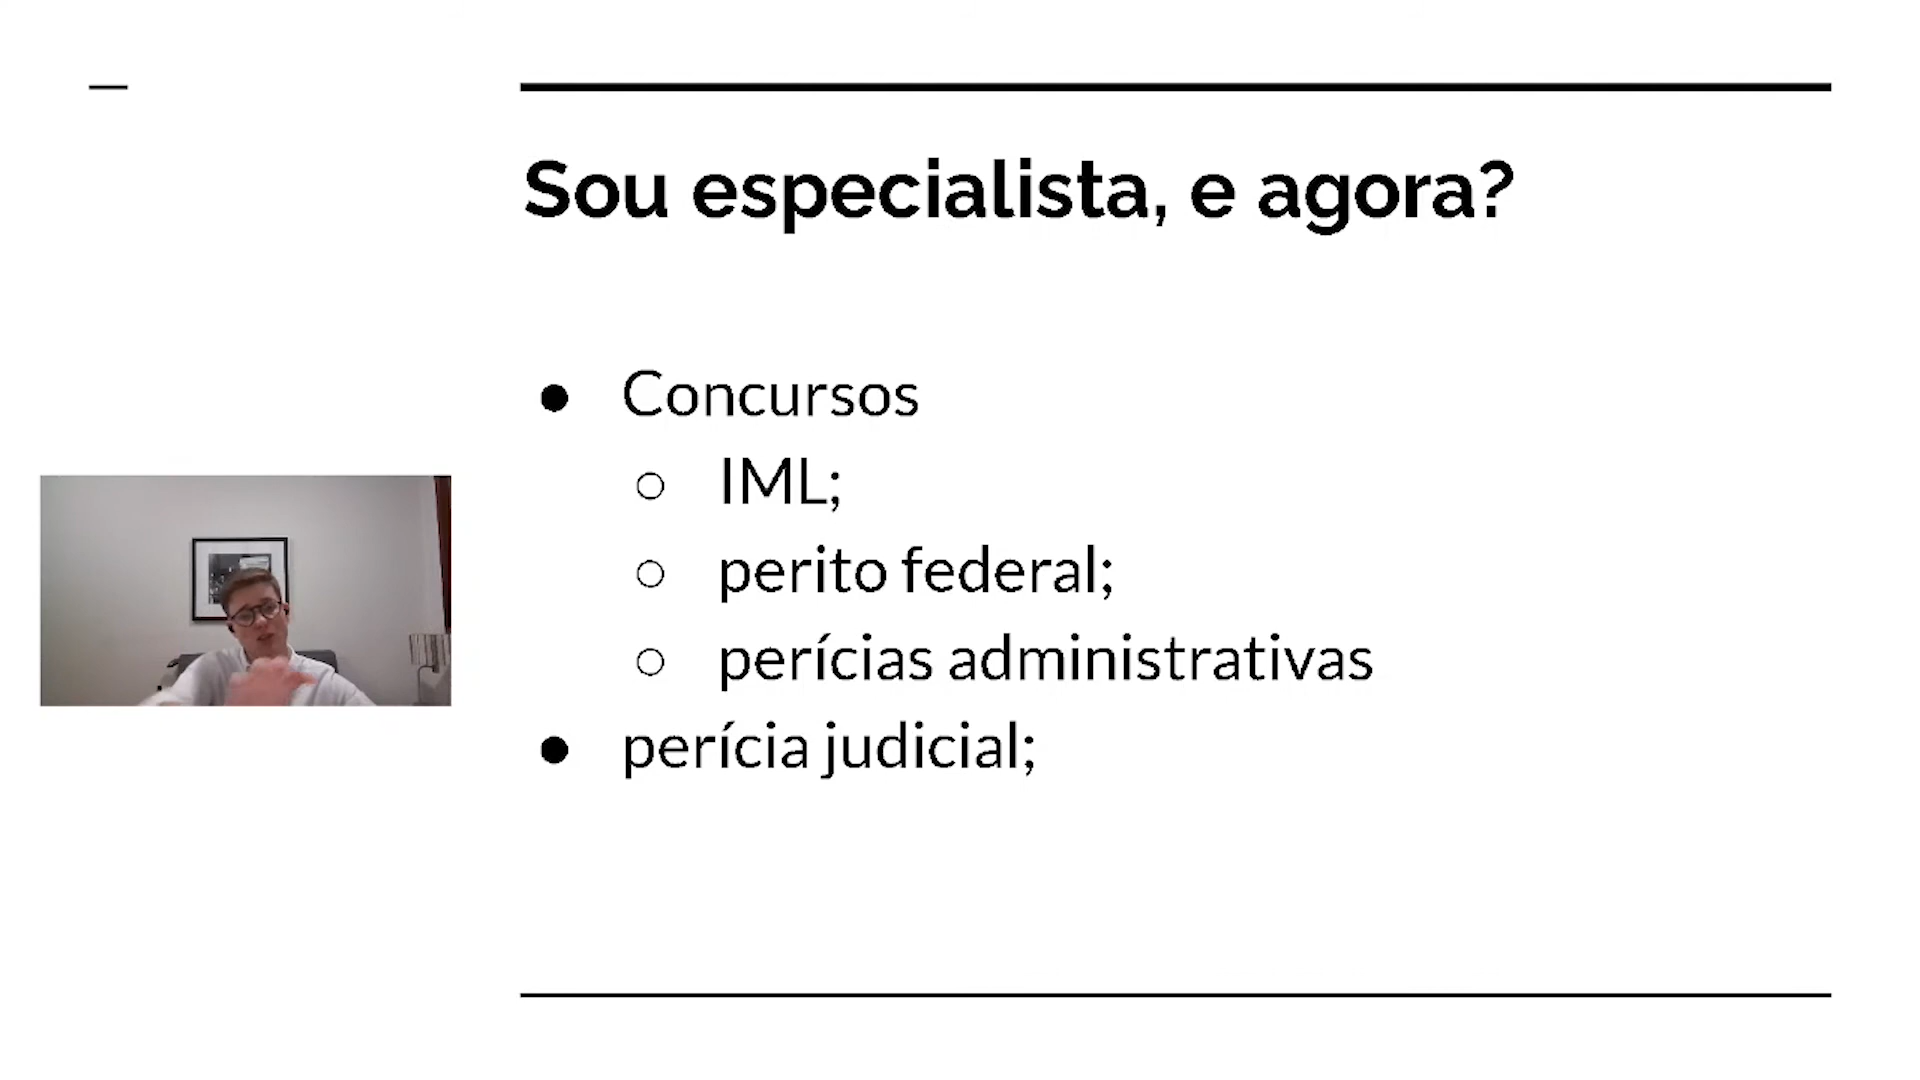 Sou especialista, e agora?
● Concursos
○ IML;
○ perito federal;
○ perícias administrativas
● perícia judicial;